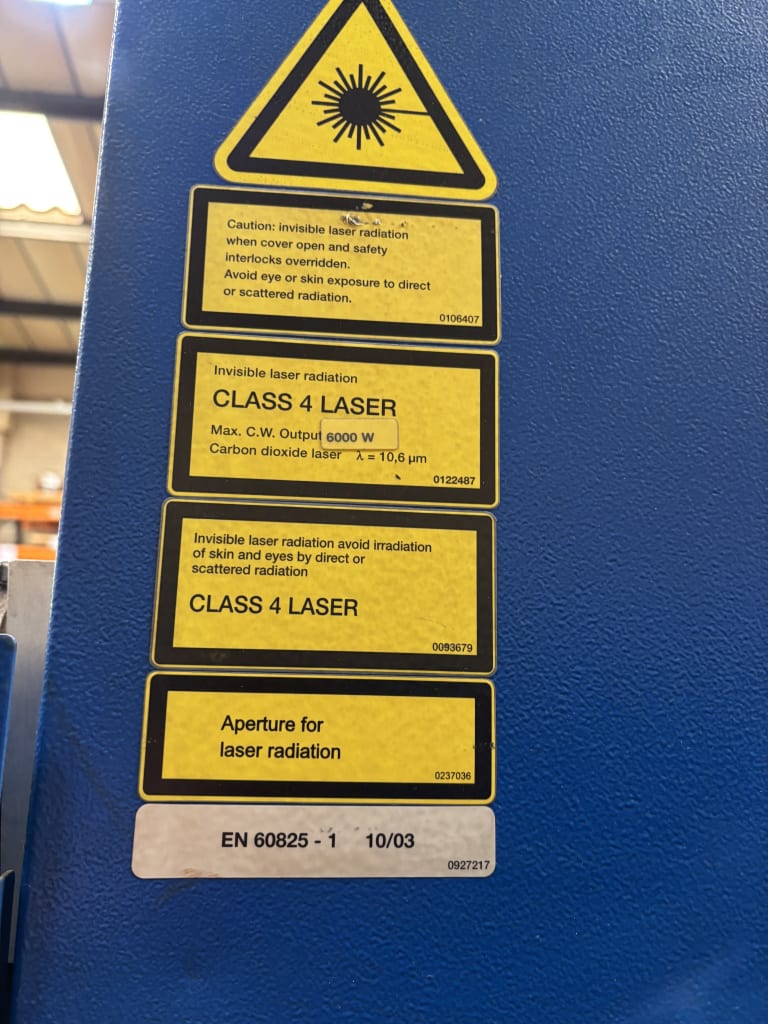 Caution: invisible laser radiation
when cover open and safety
interlocks overridden.
Avoid eye or skin exposure to direct
or scattered radiation.
0106407
Invisible laser radiation
CLASS 4 LASER
Max. C.W. Output 6000 W
Carbon dioxide laser λ = 10,6 µm
0122487
Invisible laser radiation avoid irradiation
of skin and eyes by direct or
scattered radiation
CLASS 4 LASER
0093679
Aperture for
laser radiation
0237036
EN 60825 - 1 10/03
0927217